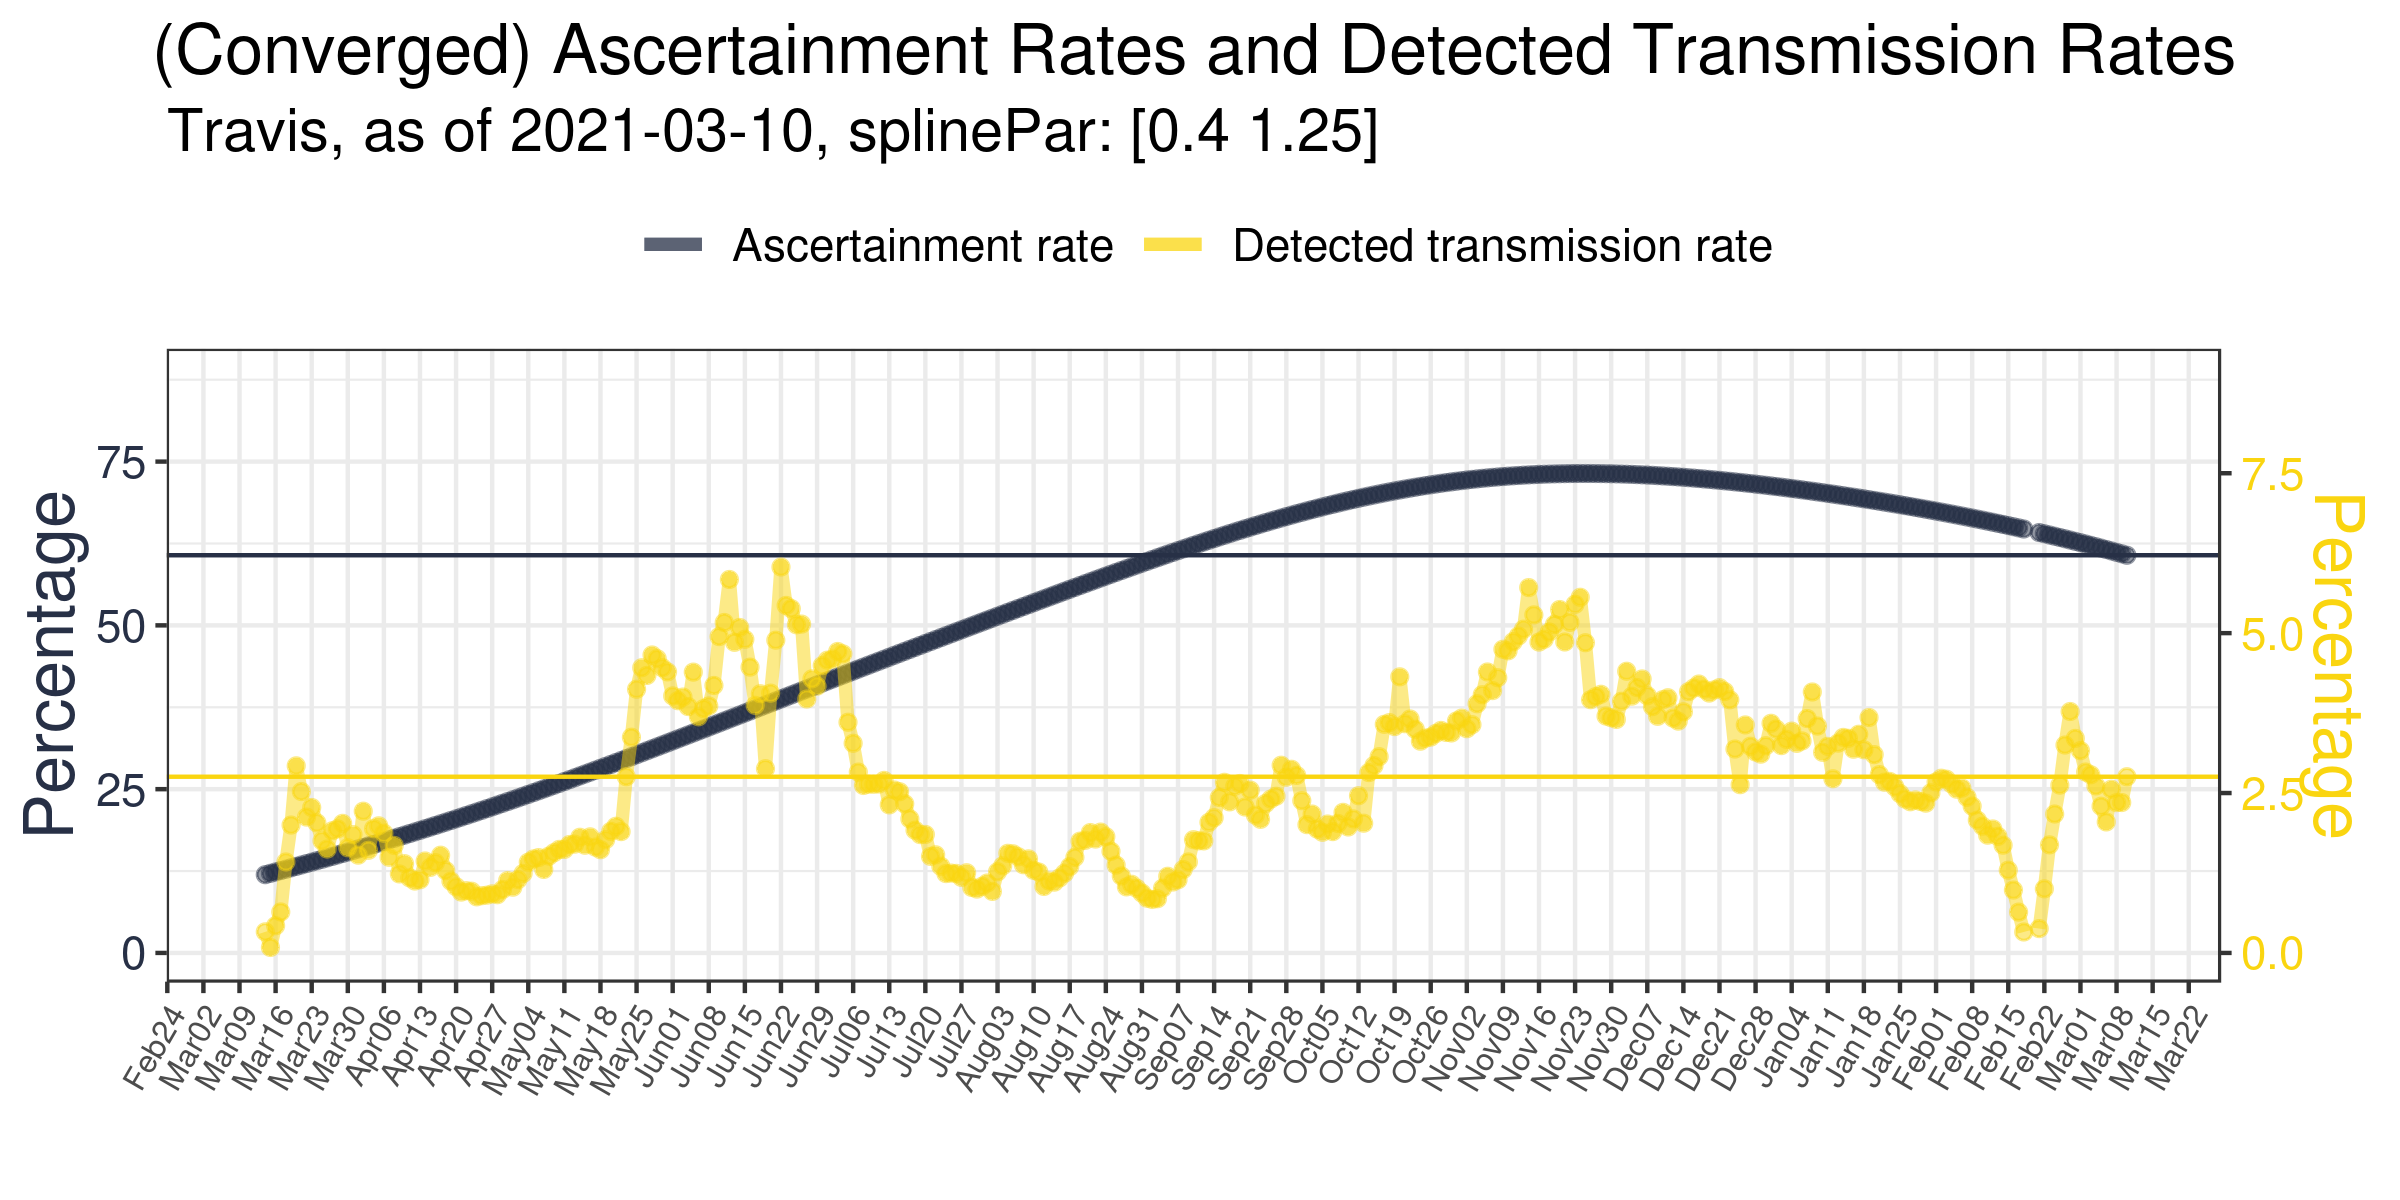 (Converged) Ascertainment Rates and Detected Transmission Rates
Travis, as of 2021-03-10, splinePar: [0.4 1.25]
Ascertainment rate
Detected transmission rate
Percentage
75
50
25
0
7.5
5.0
2.5
0.0
Percentage
Feb24
Mar02
Mar09
Mar16
Mar23
Mar30
Apr06
Apr13
Apr20
Apr27
May04
May11
May18
May25
Jun01
Jun08
Jun15
Jun22
Jun29
Jul06
Jul13
Jul20
Jul27
Aug03
Aug10
Aug17
Aug24
Aug31
Sep07
Sep14
Sep21
Sep28
Oct05
Oct12
Oct19
Oct26
Nov02
Nov09
Nov16
Nov23
Nov30
Dec07
Dec14
Dec21
Dec28
Jan04
Jan11
Jan18
Jan25
Feb01
Feb08
Feb15
Feb22
Mar01
Mar08
Mar15
Mar22